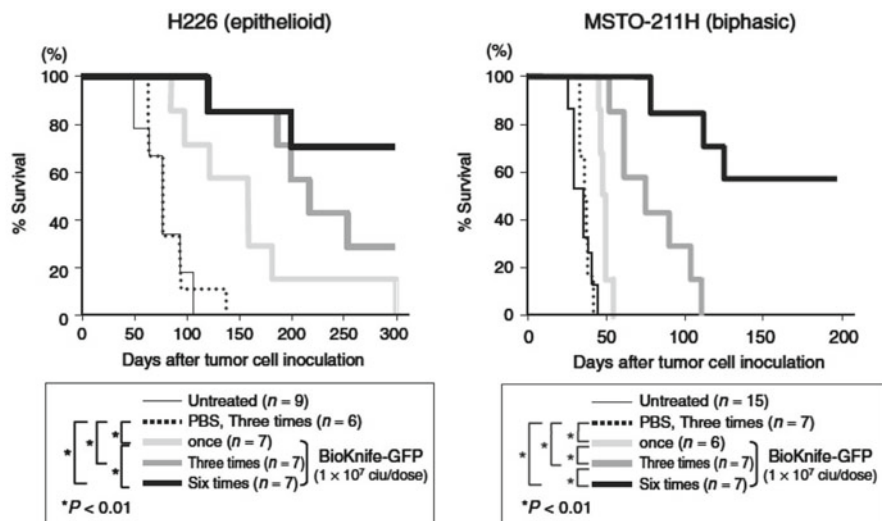 H226 (epithelioid)
(%)
100
80
60
40
20
0
% Survival
0 50 100 150 200 250 300
Days after tumor cell inoculation
Untreated (n = 9)
PBS, Three times (n = 6)
once (n = 7)
Three times (n = 7)
Six times (n = 7)
BioKnife-GFP
(1 × 10⁷ ciu/dose)
* * * *
*P < 0.01
MSTO-211H (biphasic)
(%)
100
80
60
40
20
0
% Survival
0 50 100 150 200
Days after tumor cell inoculation
Untreated (n = 15)
PBS, Three times (n = 7)
once (n = 6)
Three times (n = 7)
Six times (n = 7)
BioKnife-GFP
(1 × 10⁷ ciu/dose)
* * * * *
*P < 0.01